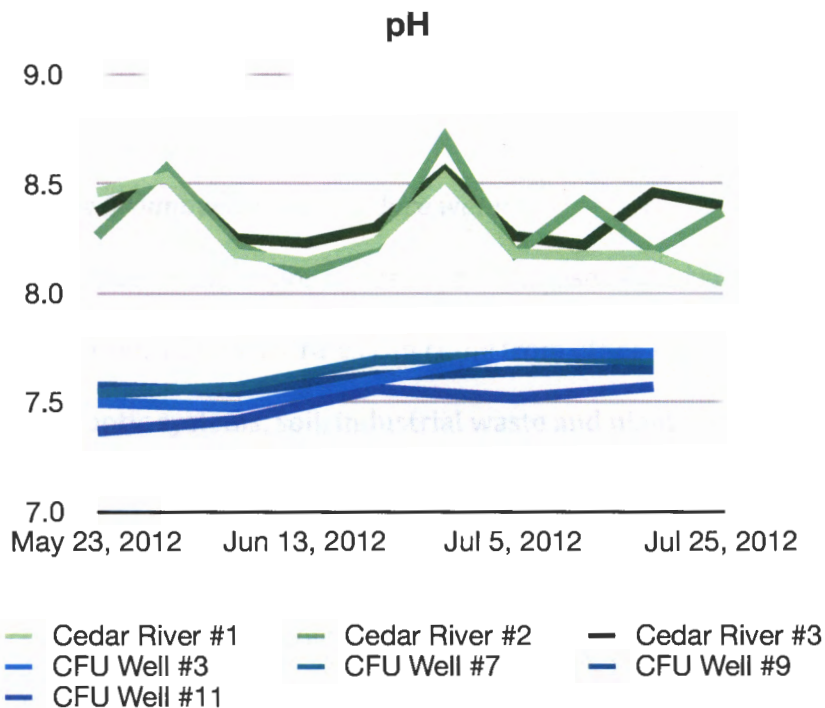 pH
9.0
8.5
8.0
7.5
7.0
May 23, 2012 Jun 13, 2012 Jul 5, 2012 Jul 25, 2012
Cedar River #1 Cedar River #2 Cedar River #3
CFU Well #3 CFU Well #7 CFU Well #9
CFU Well #11